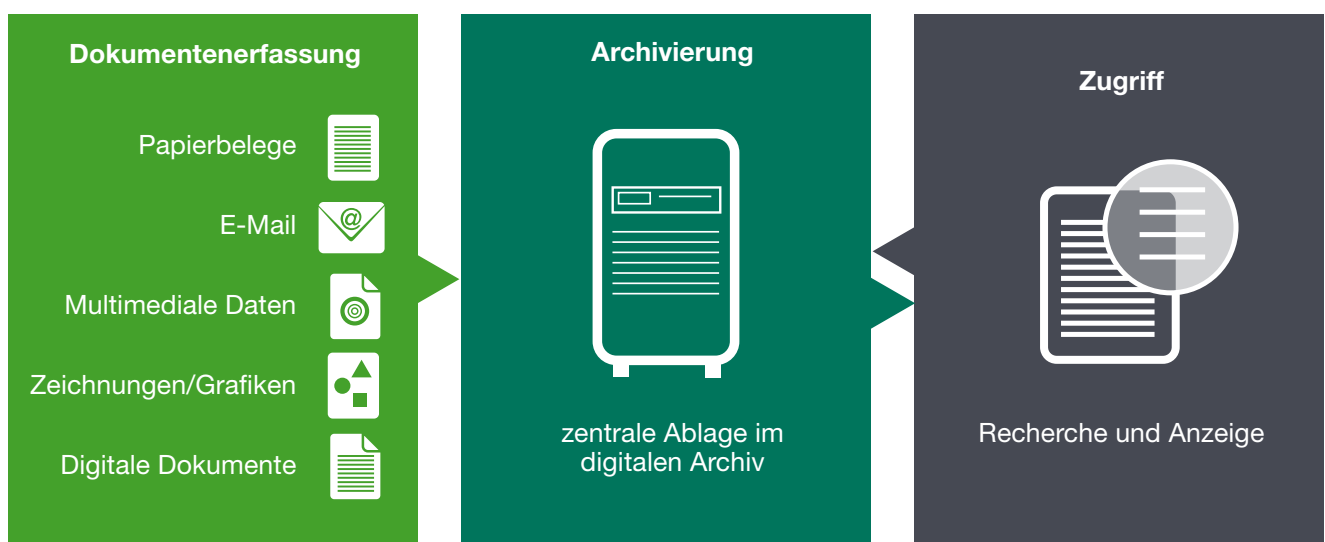 Dokumentenerfassung
Papierbelege
E-Mail
@
Multimediale Daten
Zeichnungen/Grafiken
Digitale Dokumente
Archivierung
zentrale Ablage im
digitalen Archiv
Zugriff
Recherche und Anzeige